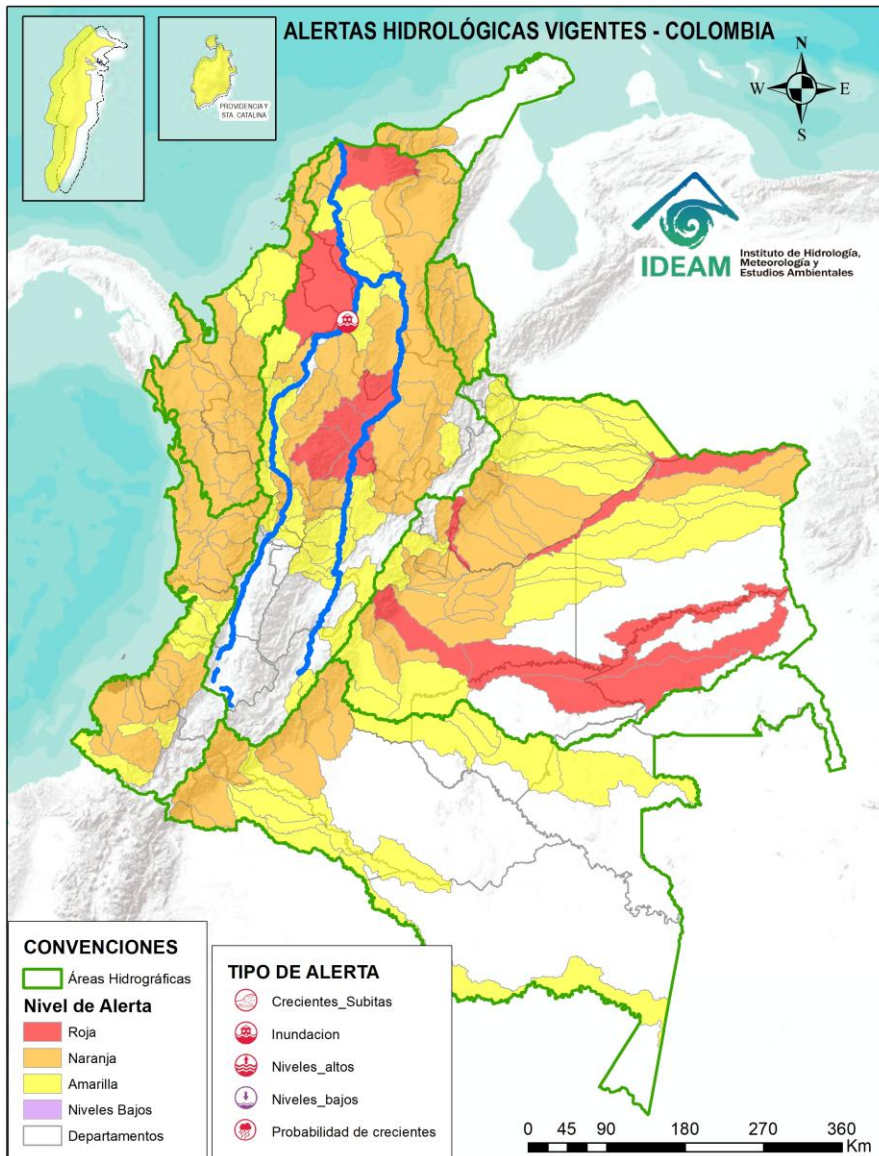 ALERTAS HIDROLÓGICAS VIGENTES - COLOMBIA
PROVIDENCIA Y
STA. CATALINA
N
W
E
S
IDEAM
Instituto de Hidrología,
Meteorología y
Estudios Ambientales
CONVENCIONES
Áreas Hidrográficas
Nivel de Alerta
Roja
Naranja
Amarilla
Niveles Bajos
Departamentos
TIPO DE ALERTA
Crecientes_Subitas
Inundacion
Niveles_altos
Niveles_bajos
Probabilidad de crecientes
0 45 90 180 270 360
Km